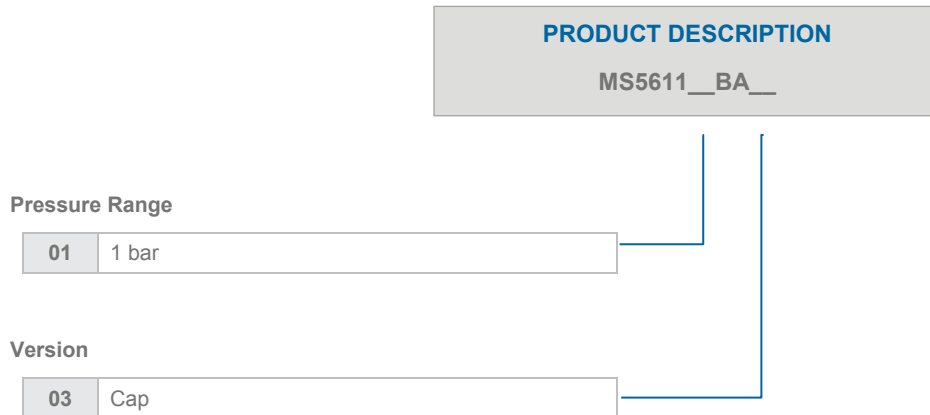 PRODUCT DESCRIPTION
MS5611__BA__
Pressure Range
01 1 bar
Version
03 Cap